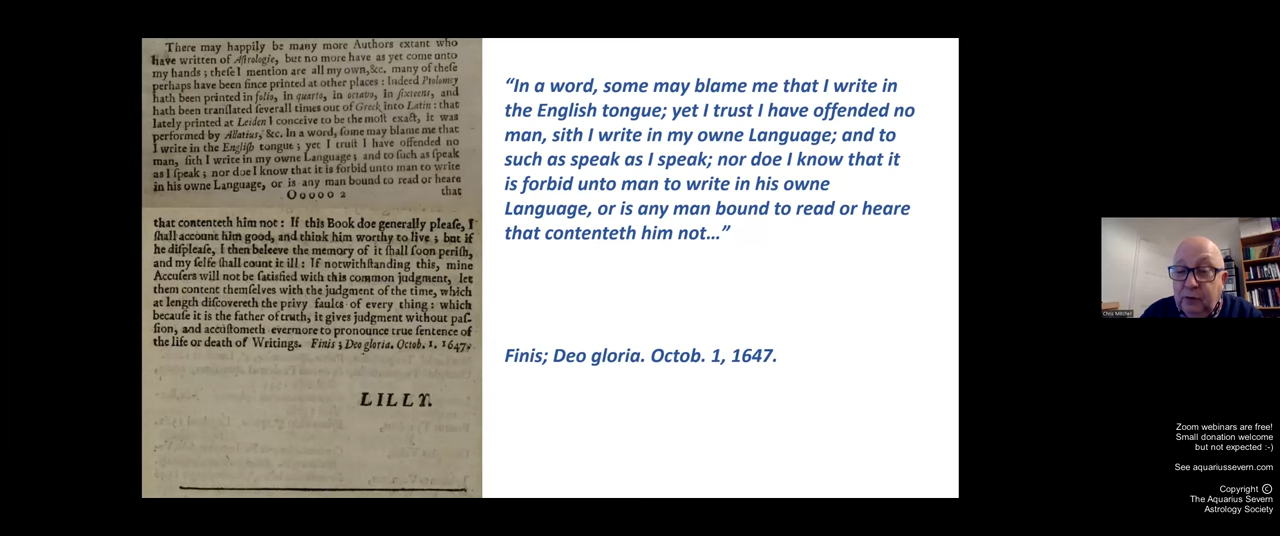 There may happily be many more Authors extant who
have written of Astrologie, but no more have as yet come unto
my hands ; these I mention are all my own,&c. many of these
perhaps have been since printed at other places : Indeed Ptolomey
hath been printed in folio, in quarto, in octavo, in sixteens, and
hath been translated severall times out of Greek into Latin : that
lately printed at Leiden I conceive to be the most exact, it was
performed by Allatius, &c. In a word, some may blame me that
I write in the English tongue ; yet I trust I have offended no
man, sith I write in my owne Language ; and to such as speak
as I speak ; nor doe I know that it is forbid unto man to write
in his owne Language, or is any man bound to read or heare
Ooooo 2 that
that contenteth him not : If this Book doe generally please, I
shall account him good, and think him worthy to live ; but if
he displease, I then beleeve the memory of it shall soon perish,
and my selfe shall count it ill : If notwithstanding this, mine
Accusers will not be satisfied with this common judgment, let
them content themselves with the judgment of the time, which
at length discovereth the privy faults of every thing : which
because it is the father of truth, it gives judgment without pas-
sion, and accustometh evermore to pronounce true sentence of
the life or death of Writings. Finis ; Deo gloria. Octob. 1. 1647.
LILLY.
“In a word, some may blame me that I write in
the English tongue; yet I trust I have offended no
man, sith I write in my owne Language; and to
such as speak as I speak; nor doe I know that it
is forbid unto man to write in his owne
Language, or is any man bound to read or heare
that contenteth him not…”
Finis; Deo gloria. Octob. 1, 1647.
Chris Mitchell
Zoom webinars are free!
Small donation welcome
but not expected :-)
See aquariussevern.com
Copyright ©
The Aquarius Severn
Astrology Society